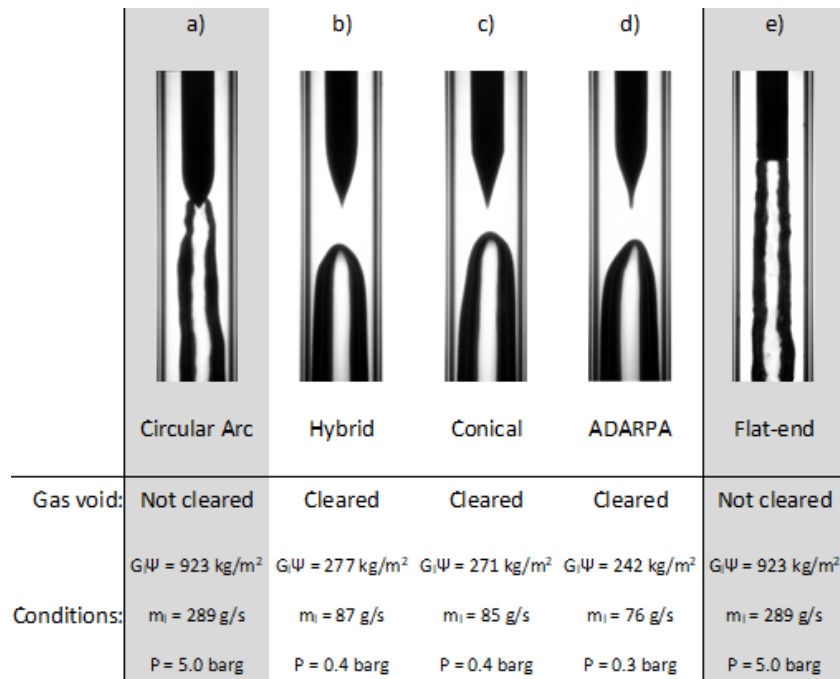 a) b) c) d) e)
Circular Arc Hybrid Conical ADARPA Flat-end
Gas void: Not cleared Cleared Cleared Cleared Not cleared
GₗΨ = 923 kg/m² GₗΨ = 277 kg/m² GₗΨ = 271 kg/m² GₗΨ = 242 kg/m² GₗΨ = 923 kg/m²
Conditions: mₗ = 289 g/s mₗ = 87 g/s mₗ = 85 g/s mₗ = 76 g/s mₗ = 289 g/s
P = 5.0 barg P = 0.4 barg P = 0.4 barg P = 0.3 barg P = 5.0 barg